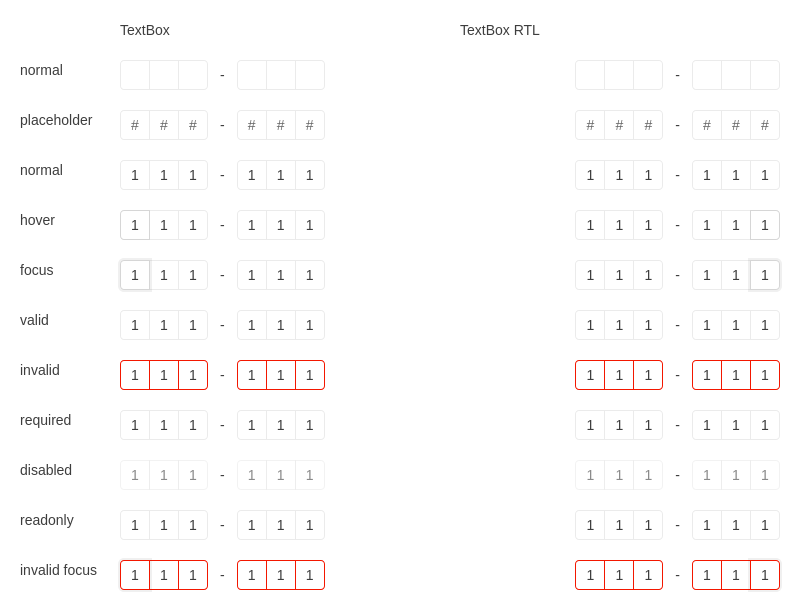 TextBox TextBox RTL
normal - -
placeholder # # # - # # # # # # - # # #
normal 1 1 1 - 1 1 1 1 1 1 - 1 1 1
hover 1 1 1 - 1 1 1 1 1 1 - 1 1 1
focus 1 1 1 - 1 1 1 1 1 1 - 1 1 1
valid 1 1 1 - 1 1 1 1 1 1 - 1 1 1
invalid 1 1 1 - 1 1 1 1 1 1 - 1 1 1
required 1 1 1 - 1 1 1 1 1 1 - 1 1 1
disabled 1 1 1 - 1 1 1 1 1 1 - 1 1 1
readonly 1 1 1 - 1 1 1 1 1 1 - 1 1 1
invalid focus 1 1 1 - 1 1 1 1 1 1 - 1 1 1